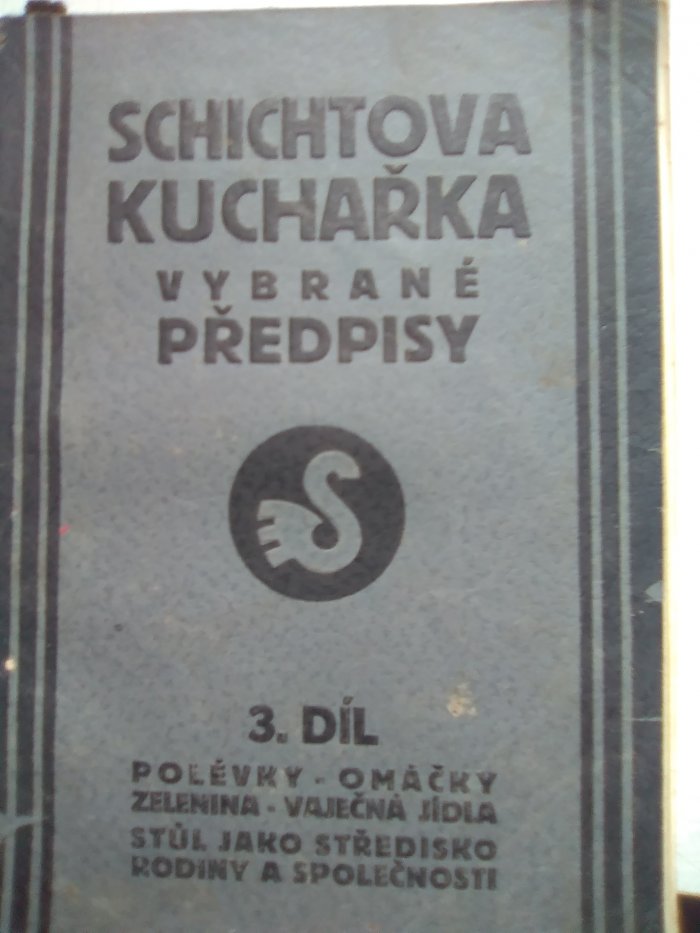 SCHICHTOVA
KUCHAŘKA
VYBRANÉ
PŘEDPISY
3. DÍL
POLÉVKY - OMÁČKY
ZELENINA - VAJEČNÁ JÍDLA
STŮL JAKO STŘEDISKO
RODINY A SPOLEČNOSTI